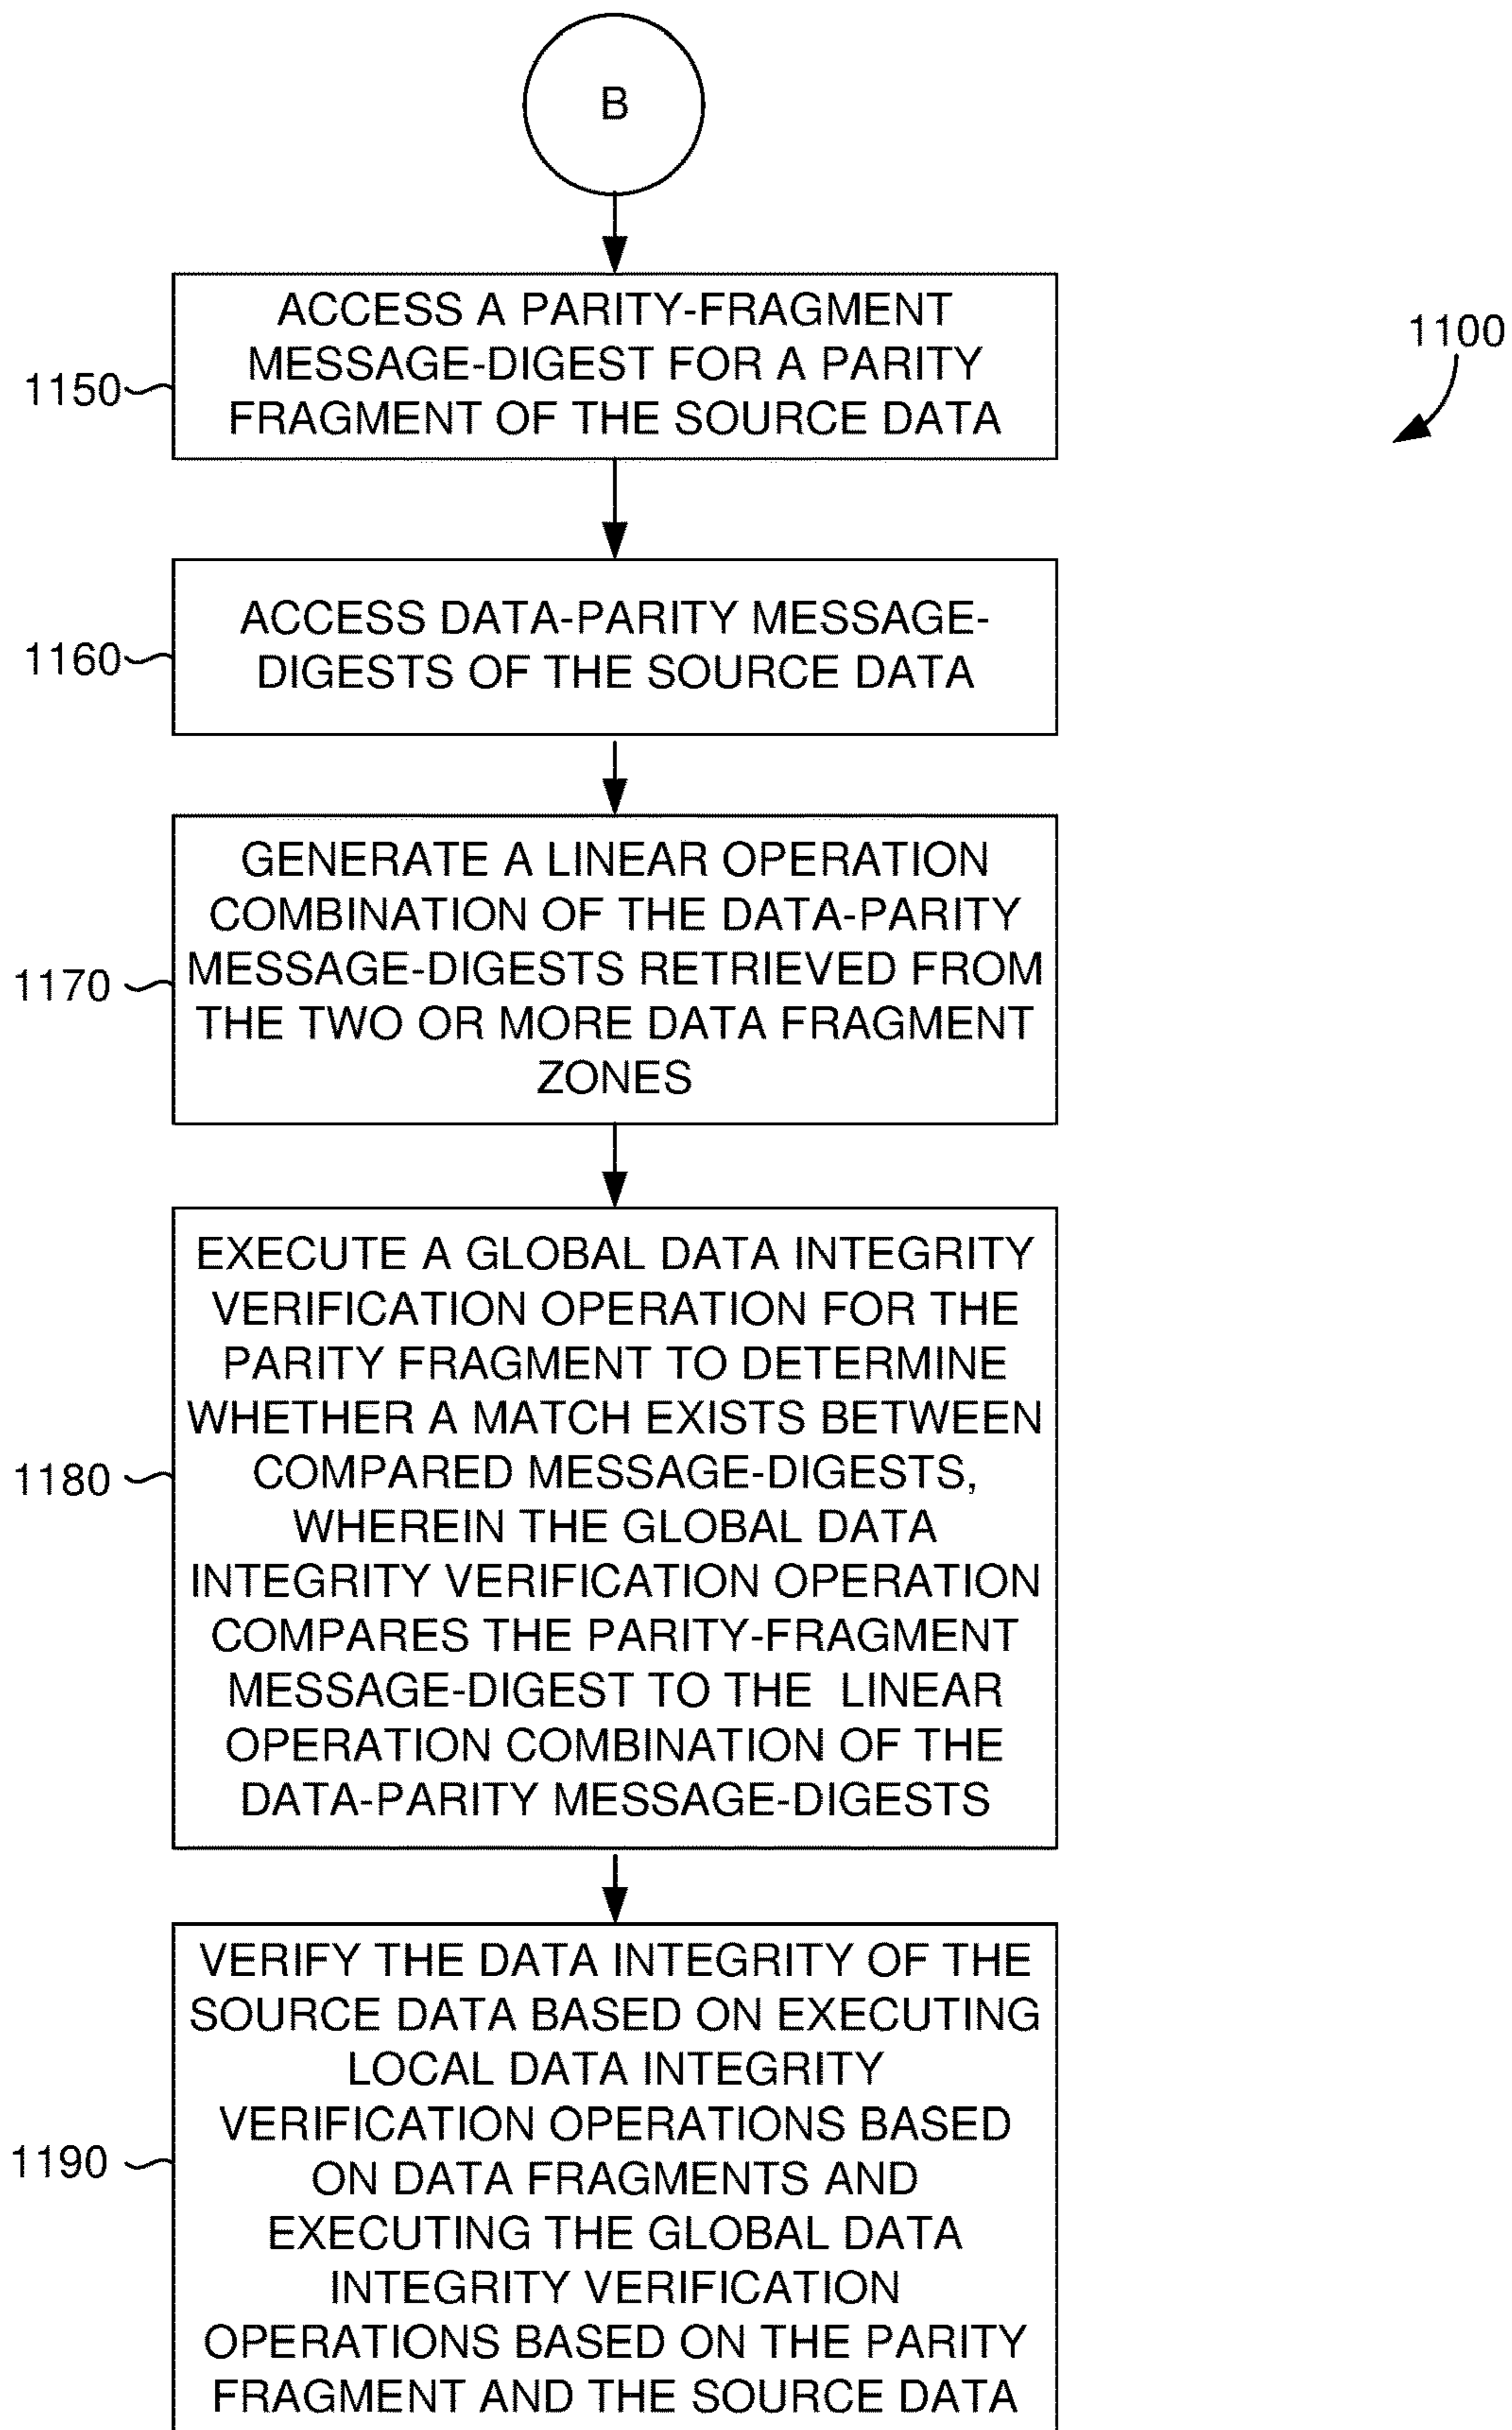 B
ACCESS A PARITY-FRAGMENT
MESSAGE-DIGEST FOR A PARITY
FRAGMENT OF THE SOURCE DATA
1150
1100
ACCESS DATA-PARITY MESSAGE-
DIGESTS OF THE SOURCE DATA
1160
GENERATE A LINEAR OPERATION
COMBINATION OF THE DATA-PARITY
MESSAGE-DIGESTS RETRIEVED FROM
THE TWO OR MORE DATA FRAGMENT
ZONES
1170
EXECUTE A GLOBAL DATA INTEGRITY
VERIFICATION OPERATION FOR THE
PARITY FRAGMENT TO DETERMINE
WHETHER A MATCH EXISTS BETWEEN
COMPARED MESSAGE-DIGESTS,
WHEREIN THE GLOBAL DATA
INTEGRITY VERIFICATION OPERATION
COMPARES THE PARITY-FRAGMENT
MESSAGE-DIGEST TO THE LINEAR
OPERATION COMBINATION OF THE
DATA-PARITY MESSAGE-DIGESTS
1180
VERIFY THE DATA INTEGRITY OF THE
SOURCE DATA BASED ON EXECUTING
LOCAL DATA INTEGRITY
VERIFICATION OPERATIONS BASED
ON DATA FRAGMENTS AND
EXECUTING THE GLOBAL DATA
INTEGRITY VERIFICATION
OPERATIONS BASED ON THE PARITY
FRAGMENT AND THE SOURCE DATA
1190